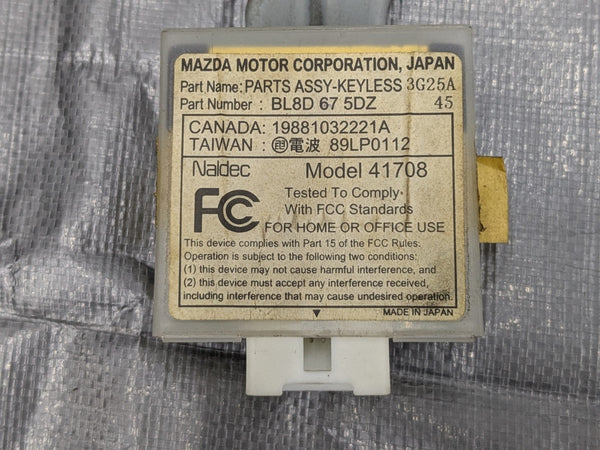 MAZDA MOTOR CORPORATION, JAPAN
Part Name: PARTS ASSY-KEYLESS 3G25A
Part Number : BL8D 67 5DZ 45
CANADA: 19881032221A
TAIWAN : 電波 89LP0112
Naldec Model 41708
FC Tested To Comply
With FCC Standards
FOR HOME OR OFFICE USE
This device complies with Part 15 of the FCC Rules.
Operation is subject to the following two conditions:
(1) this device may not cause harmful interference, and
(2) this device must accept any interference received,
including interference that may cause undesired operation.
MADE IN JAPAN